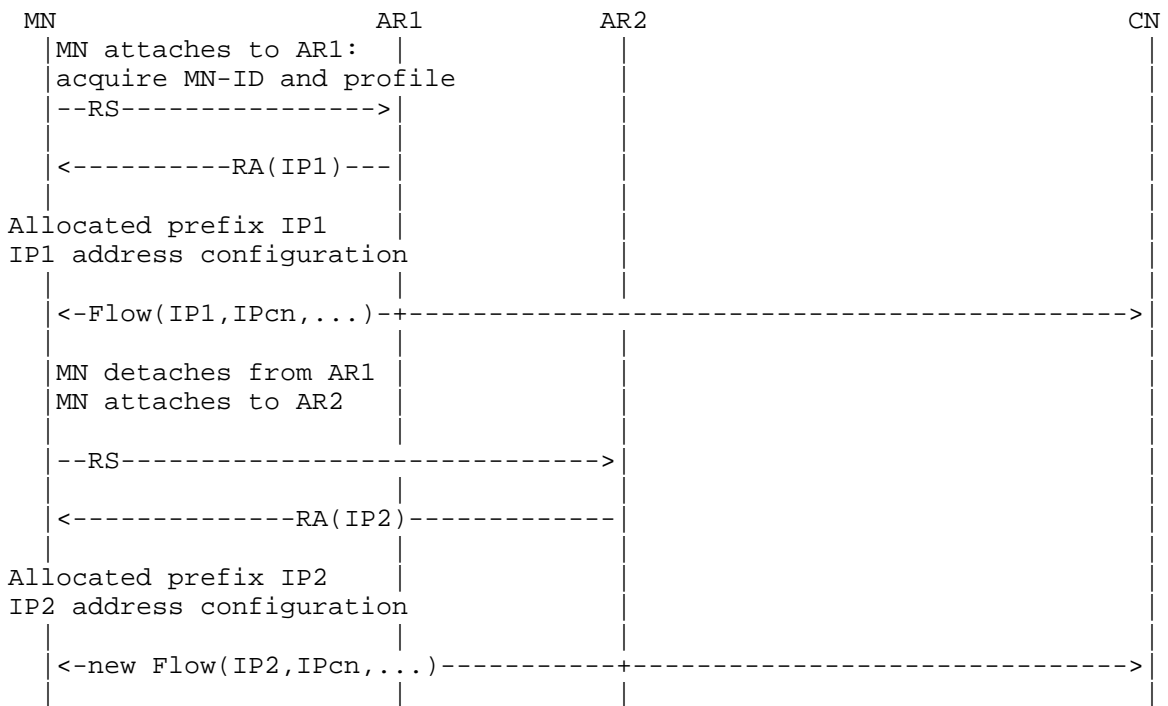 MN AR1 AR2 CN
|MN attaches to AR1: | | |
|acquire MN-ID and profile | |
|--RS---------------->| | |
| | | |
|<----------RA(IP1)---| | |
| | | |
Allocated prefix IP1 | | |
IP1 address configuration | |
| | | |
|<-Flow(IP1,IPcn,...)-+--------------------------------------------->|
| | | |
|MN detaches from AR1 | | |
|MN attaches to AR2 | | |
| | | |
|--RS------------------------------>| |
| | | |
|<--------------RA(IP2)-------------| |
| | | |
Allocated prefix IP2 | | |
IP2 address configuration | |
| | | |
|<-new Flow(IP2,IPcn,...)-----------+------------------------------->|
| | | |